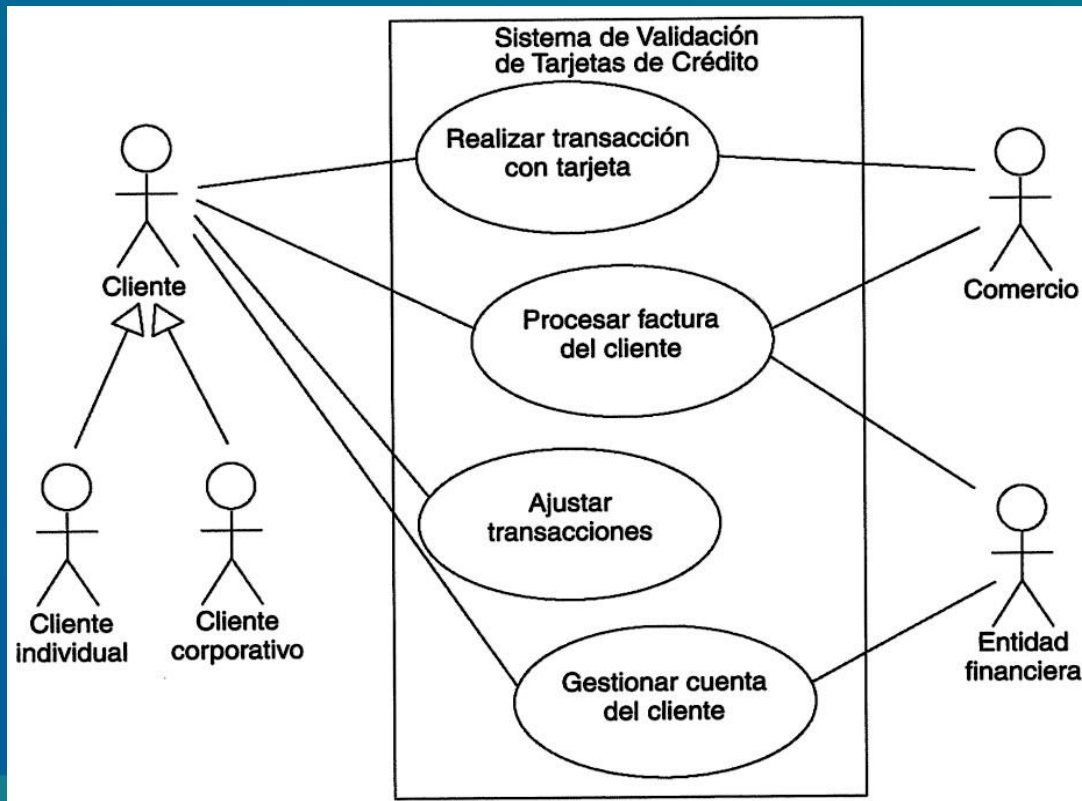 Sistema de Validación
de Tarjetas de Crédito
Realizar transacción
con tarjeta
Cliente
Comercio
Procesar factura
del cliente
Ajustar
transacciones
Cliente
individual
Cliente
corporativo
Entidad
financiera
Gestionar cuenta
del cliente